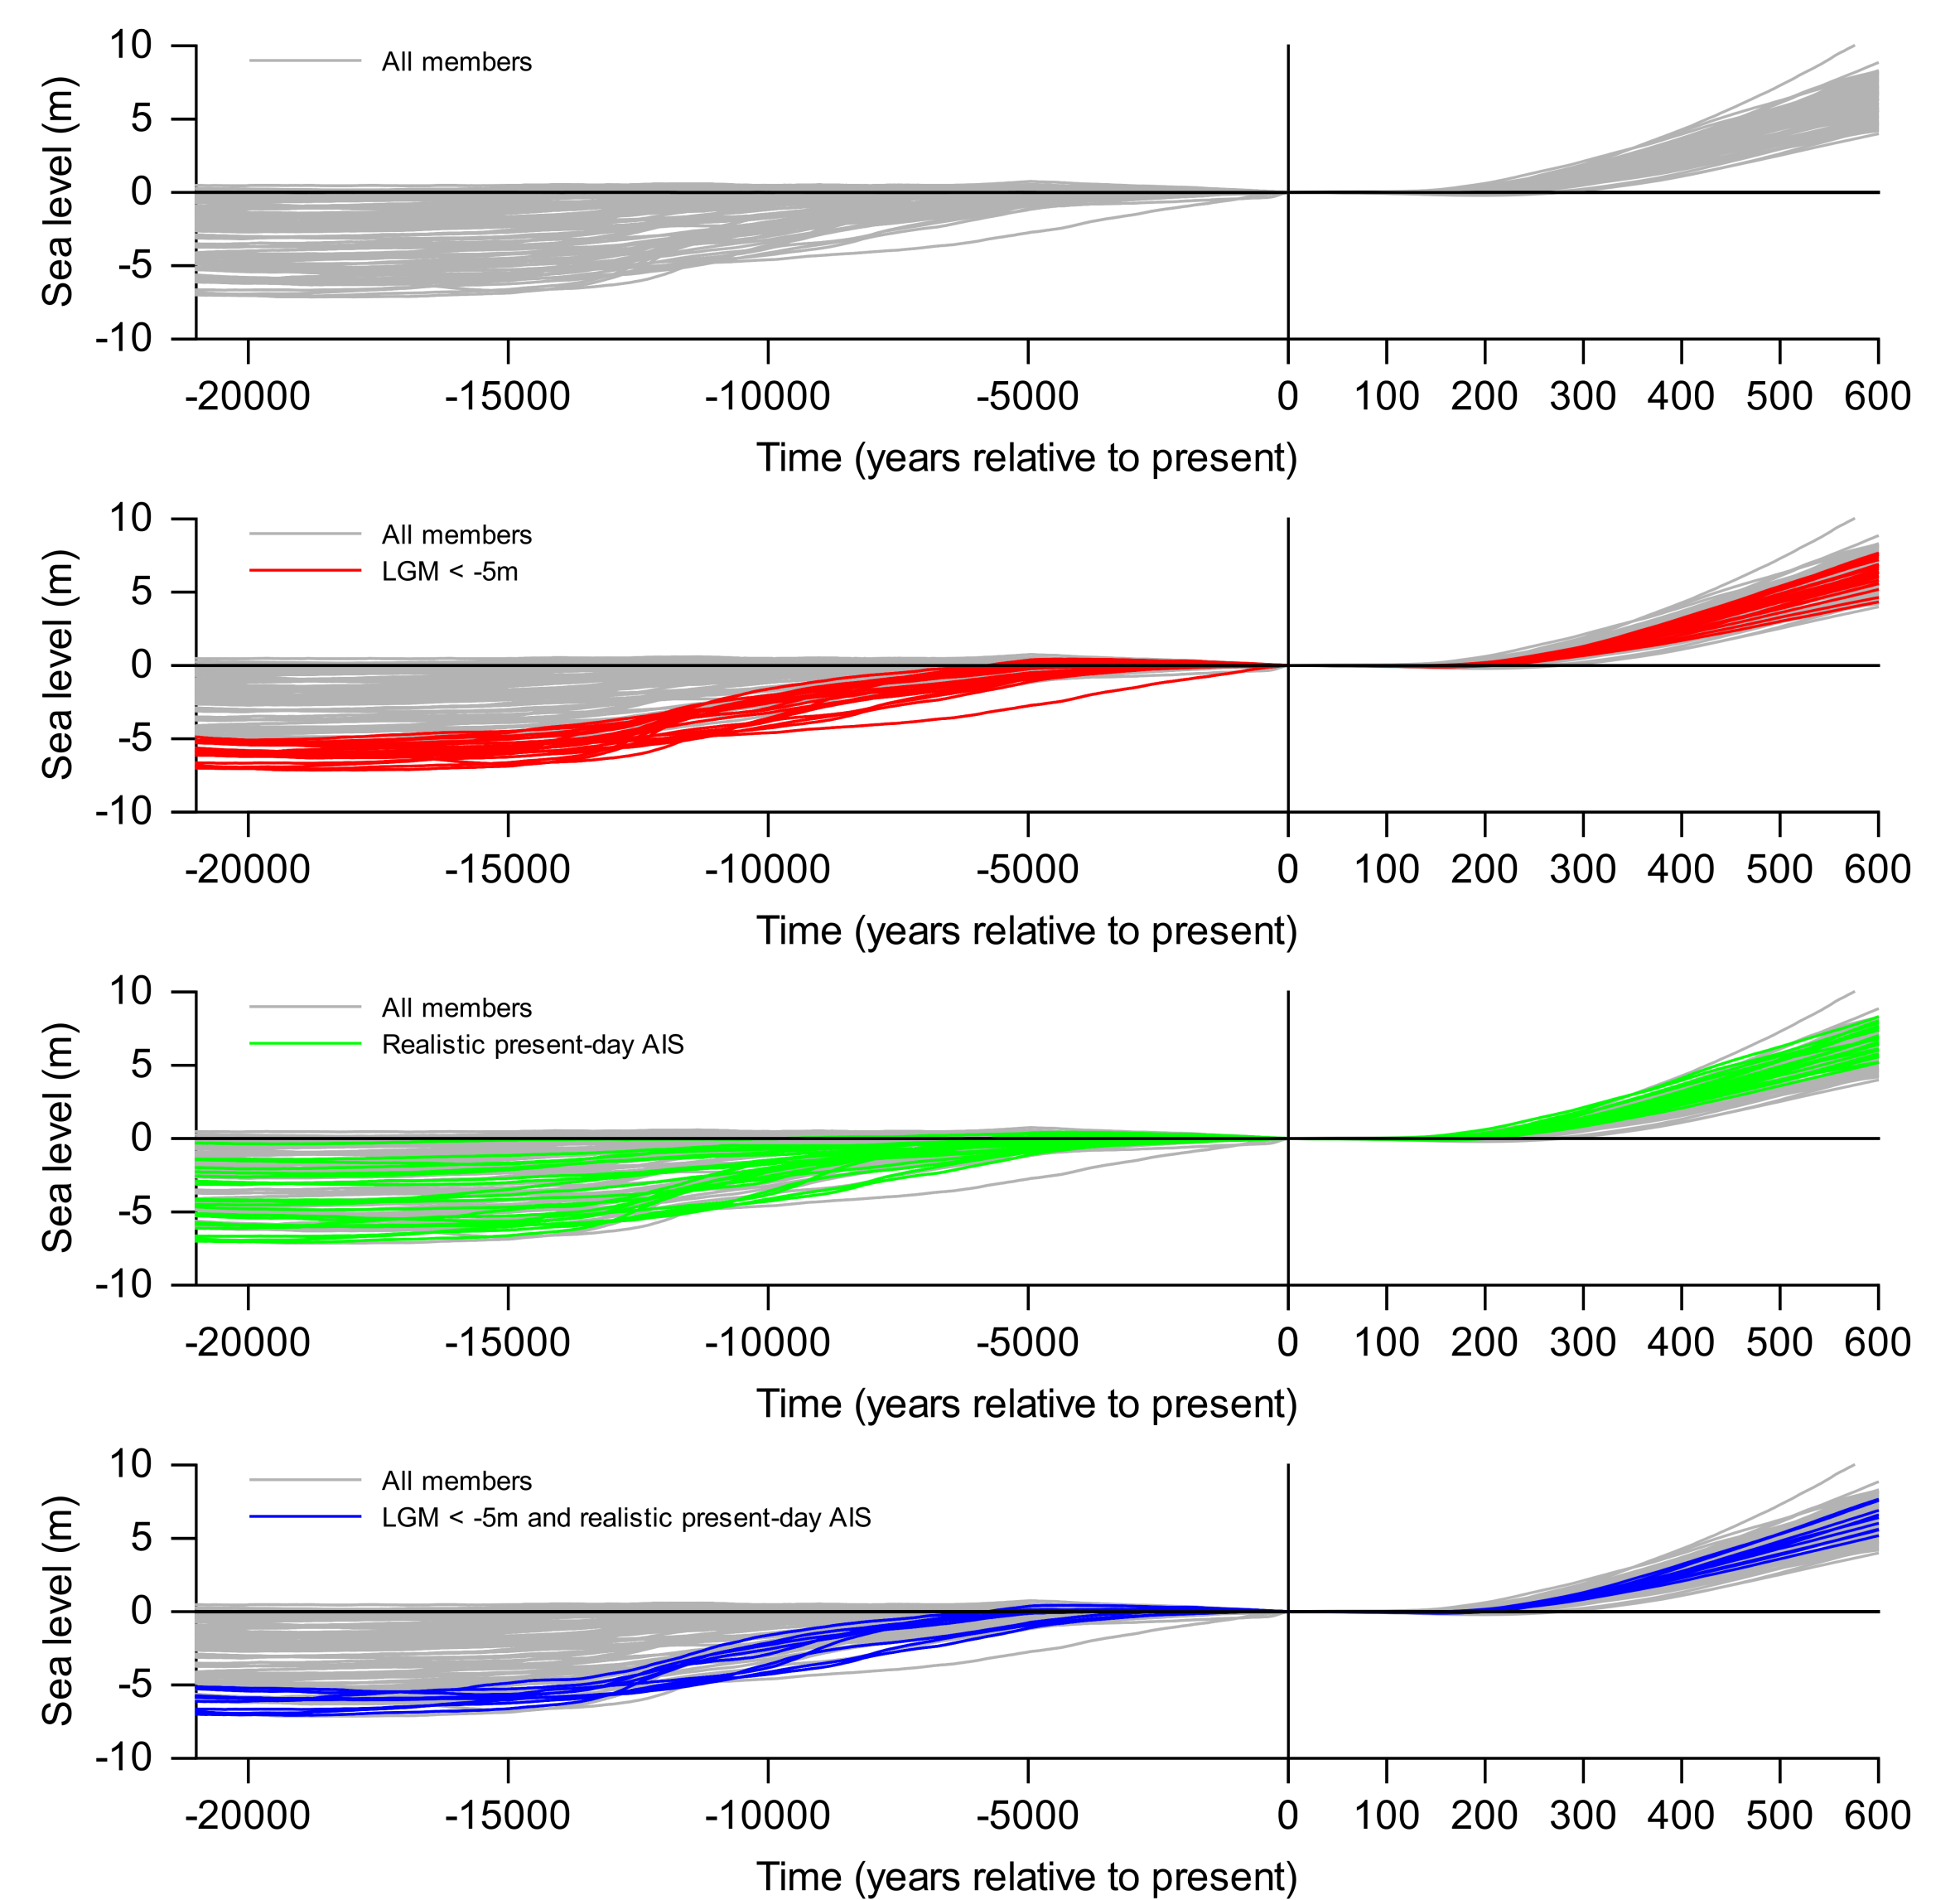 10
All members
5
0
-5
-10
Sea level (m)
-20000 -15000 -10000 -5000 0 100 200 300 400 500 600
Time (years relative to present)
10
All members
LGM < -5m
5
0
-5
-10
Sea level (m)
-20000 -15000 -10000 -5000 0 100 200 300 400 500 600
Time (years relative to present)
10
All members
Realistic present-day AIS
5
0
-5
-10
Sea level (m)
-20000 -15000 -10000 -5000 0 100 200 300 400 500 600
Time (years relative to present)
10
All members
LGM < -5m and realistic present-day AIS
5
0
-5
-10
Sea level (m)
-20000 -15000 -10000 -5000 0 100 200 300 400 500 600
Time (years relative to present)